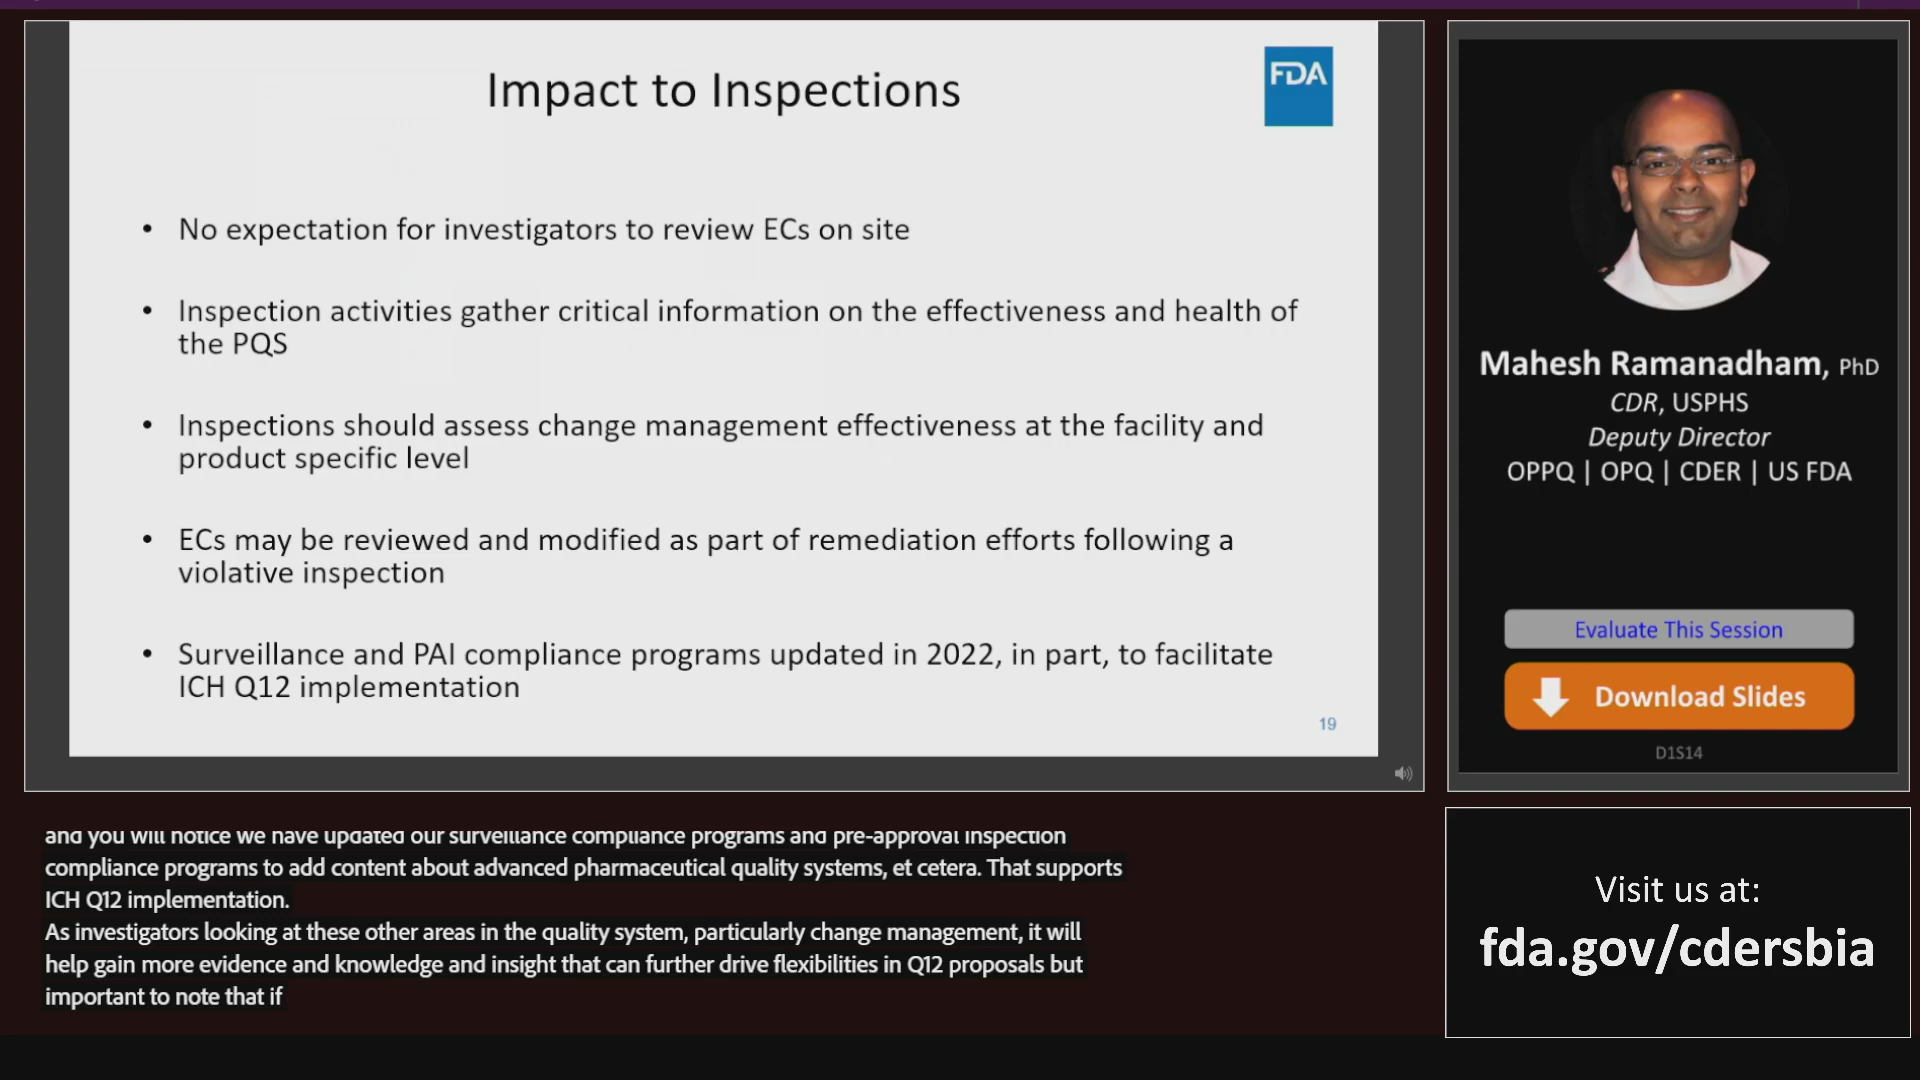 Impact to Inspections
FDA
• No expectation for investigators to review ECs on site
• Inspection activities gather critical information on the effectiveness and health of
the PQS
• Inspections should assess change management effectiveness at the facility and
product specific level
• ECs may be reviewed and modified as part of remediation efforts following a
violative inspection
• Surveillance and PAI compliance programs updated in 2022, in part, to facilitate
ICH Q12 implementation
19
Mahesh Ramanadham, PhD
CDR, USPHS
Deputy Director
OPPQ | OPQ | CDER | US FDA
Evaluate This Session
Download Slides
D1S14
and you will notice we have updated our surveillance compliance programs and pre-approval inspection
compliance programs to add content about advanced pharmaceutical quality systems, et cetera. That supports
ICH Q12 implementation.
As investigators looking at these other areas in the quality system, particularly change management, it will
help gain more evidence and knowledge and insight that can further drive flexibilities in Q12 proposals but
important to note that if
Visit us at:
fda.gov/cdersbia